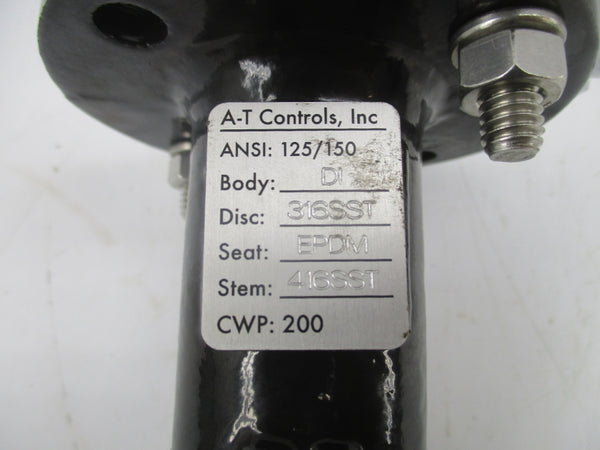 A-T Controls, Inc
ANSI: 125/150
Body: DI
Disc: 316SST
Seat: EPDM
Stem: 416SST
CWP: 200